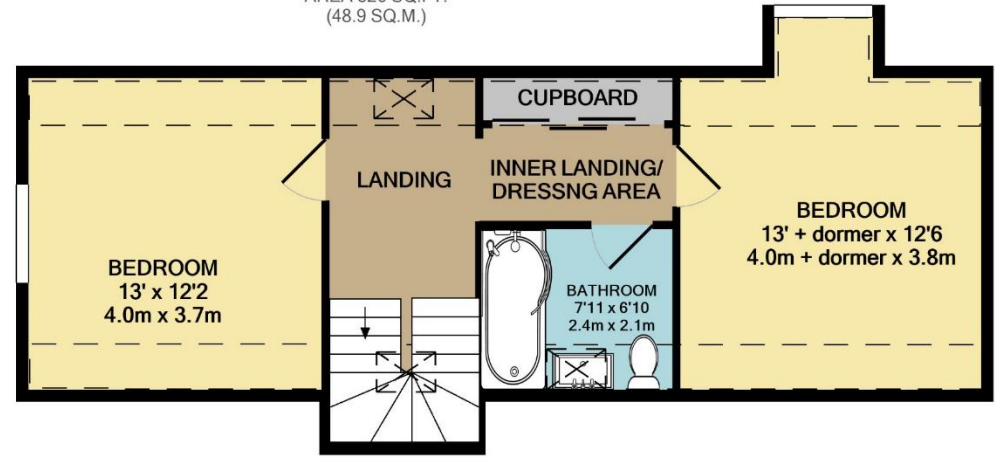 (48.9 SQ.M.)
CUPBOARD
LANDING
INNER LANDING/
DRESSNG AREA
BEDROOM
13' x 12'2
4.0m x 3.7m
BATHROOM
7'11 x 6'10
2.4m x 2.1m
BEDROOM
13' + dormer x 12'6
4.0m + dormer x 3.8m